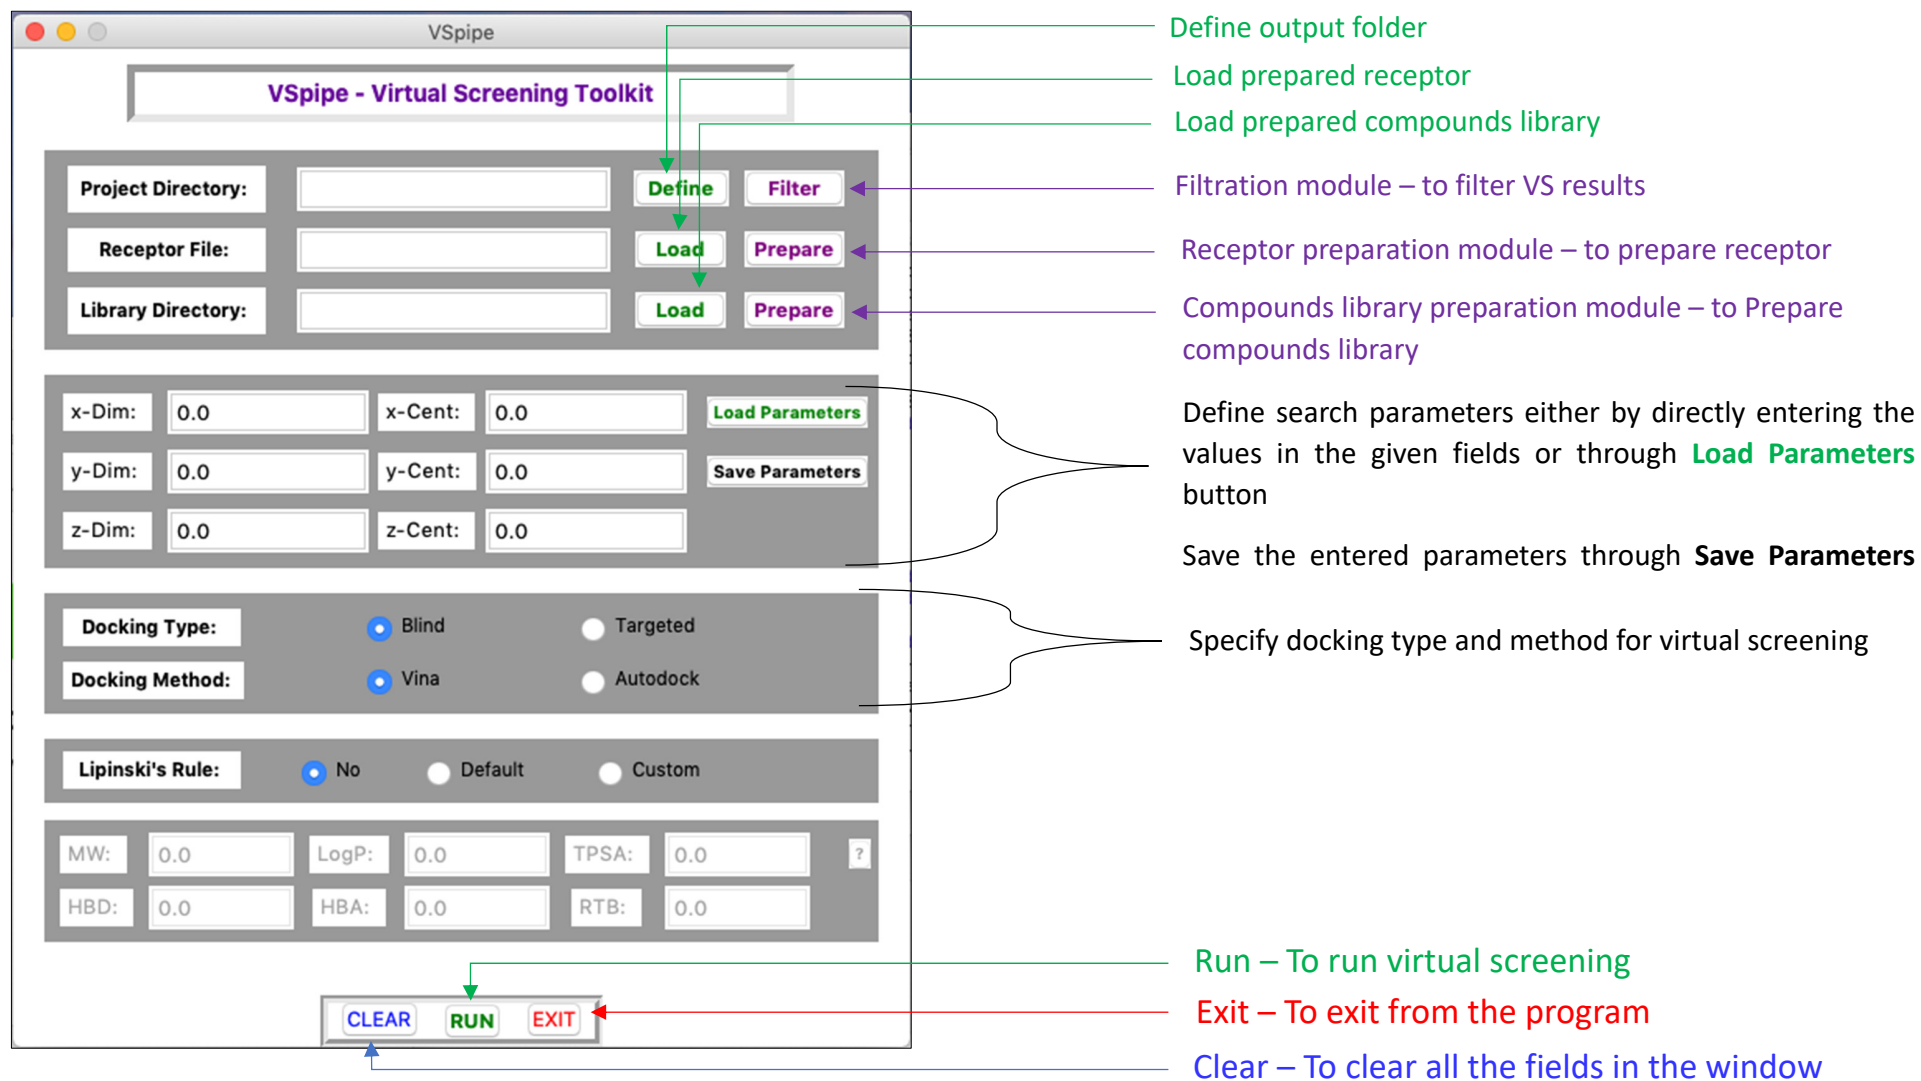 VSpipe
VSpipe - Virtual Screening Toolkit
Project Directory:
Define
Filter
Receptor File:
Load
Prepare
Library Directory:
Load
Prepare
x-Dim:
0.0
x-Cent:
0.0
Load Parameters
y-Dim:
0.0
y-Cent:
0.0
Save Parameters
z-Dim:
0.0
z-Cent:
0.0
Docking Type:
Blind
Targeted
Docking Method:
Vina
Autodock
Lipinski's Rule:
No
Default
Custom
MW:
0.0
LogP:
0.0
TPSA:
0.0
?
HBD:
0.0
HBA:
0.0
RTB:
0.0
CLEAR
RUN
EXIT
Define output folder
Load prepared receptor
Load prepared compounds library
Filtration module – to filter VS results
Receptor preparation module – to prepare receptor
Compounds library preparation module – to Prepare
compounds library
Define search parameters either by directly entering the
values in the given fields or through Load Parameters
button
Save the entered parameters through Save Parameters
Specify docking type and method for virtual screening
Run – To run virtual screening
Exit – To exit from the program
Clear – To clear all the fields in the window